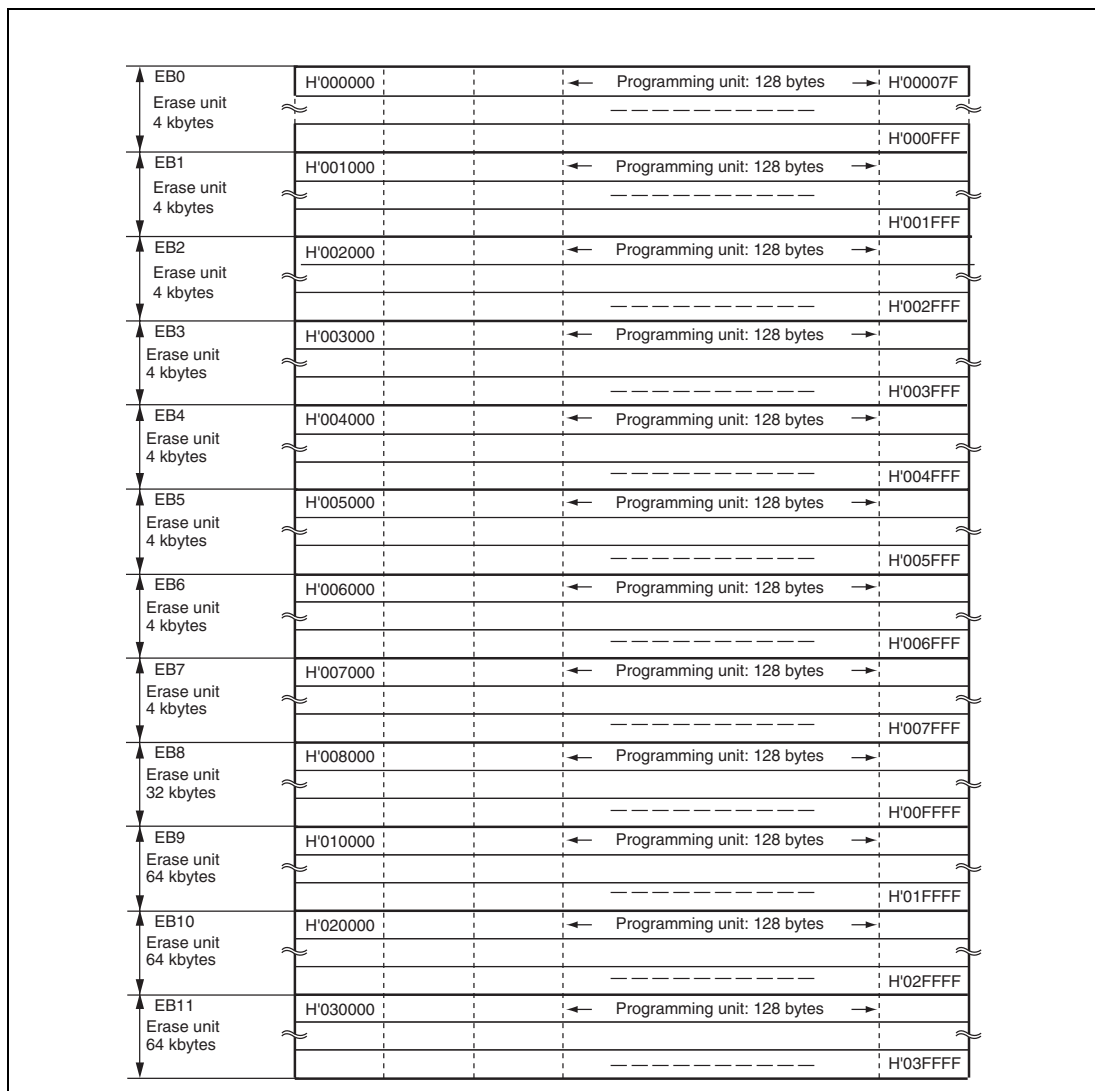 EB0
Erase unit
4 kbytes
H'000000 ← Programming unit: 128 bytes → H'00007F
H'000FFF
EB1
Erase unit
4 kbytes
H'001000 ← Programming unit: 128 bytes →
H'001FFF
EB2
Erase unit
4 kbytes
H'002000 ← Programming unit: 128 bytes →
H'002FFF
EB3
Erase unit
4 kbytes
H'003000 ← Programming unit: 128 bytes →
H'003FFF
EB4
Erase unit
4 kbytes
H'004000 ← Programming unit: 128 bytes →
H'004FFF
EB5
Erase unit
4 kbytes
H'005000 ← Programming unit: 128 bytes →
H'005FFF
EB6
Erase unit
4 kbytes
H'006000 ← Programming unit: 128 bytes →
H'006FFF
EB7
Erase unit
4 kbytes
H'007000 ← Programming unit: 128 bytes →
H'007FFF
EB8
Erase unit
32 kbytes
H'008000 ← Programming unit: 128 bytes →
H'00FFFF
EB9
Erase unit
64 kbytes
H'010000 ← Programming unit: 128 bytes →
H'01FFFF
EB10
Erase unit
64 kbytes
H'020000 ← Programming unit: 128 bytes →
H'02FFFF
EB11
Erase unit
64 kbytes
H'030000 ← Programming unit: 128 bytes →
H'03FFFF